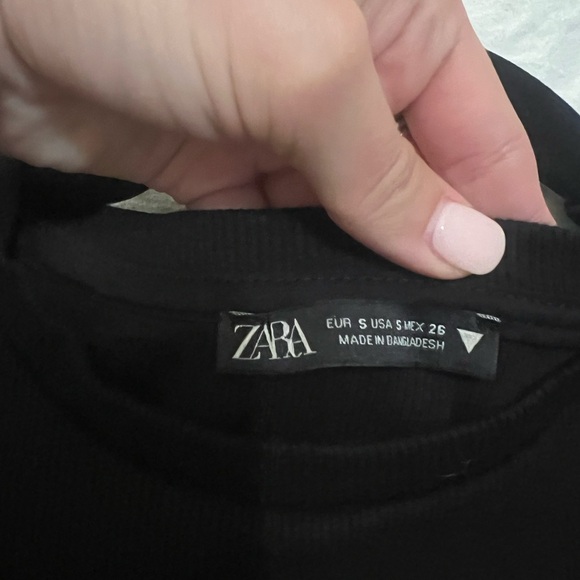 ZARA
EUR S USA S MEX 26
MADE IN BANGLADESH